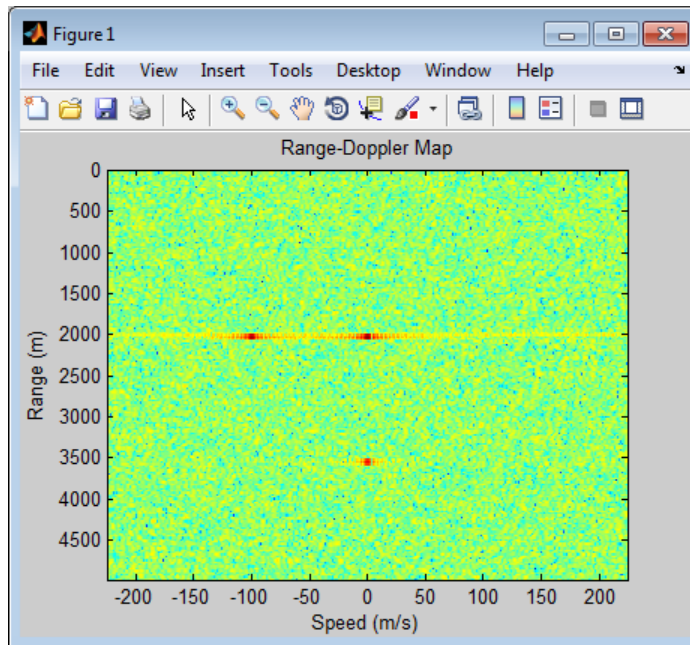 Figure 1
File Edit View Insert Tools Desktop Window Help
Range-Doppler Map
0
500
1000
1500
2000
2500
3000
3500
4000
4500
Range (m)
-200 -150 -100 -50 0 50 100 150 200
Speed (m/s)